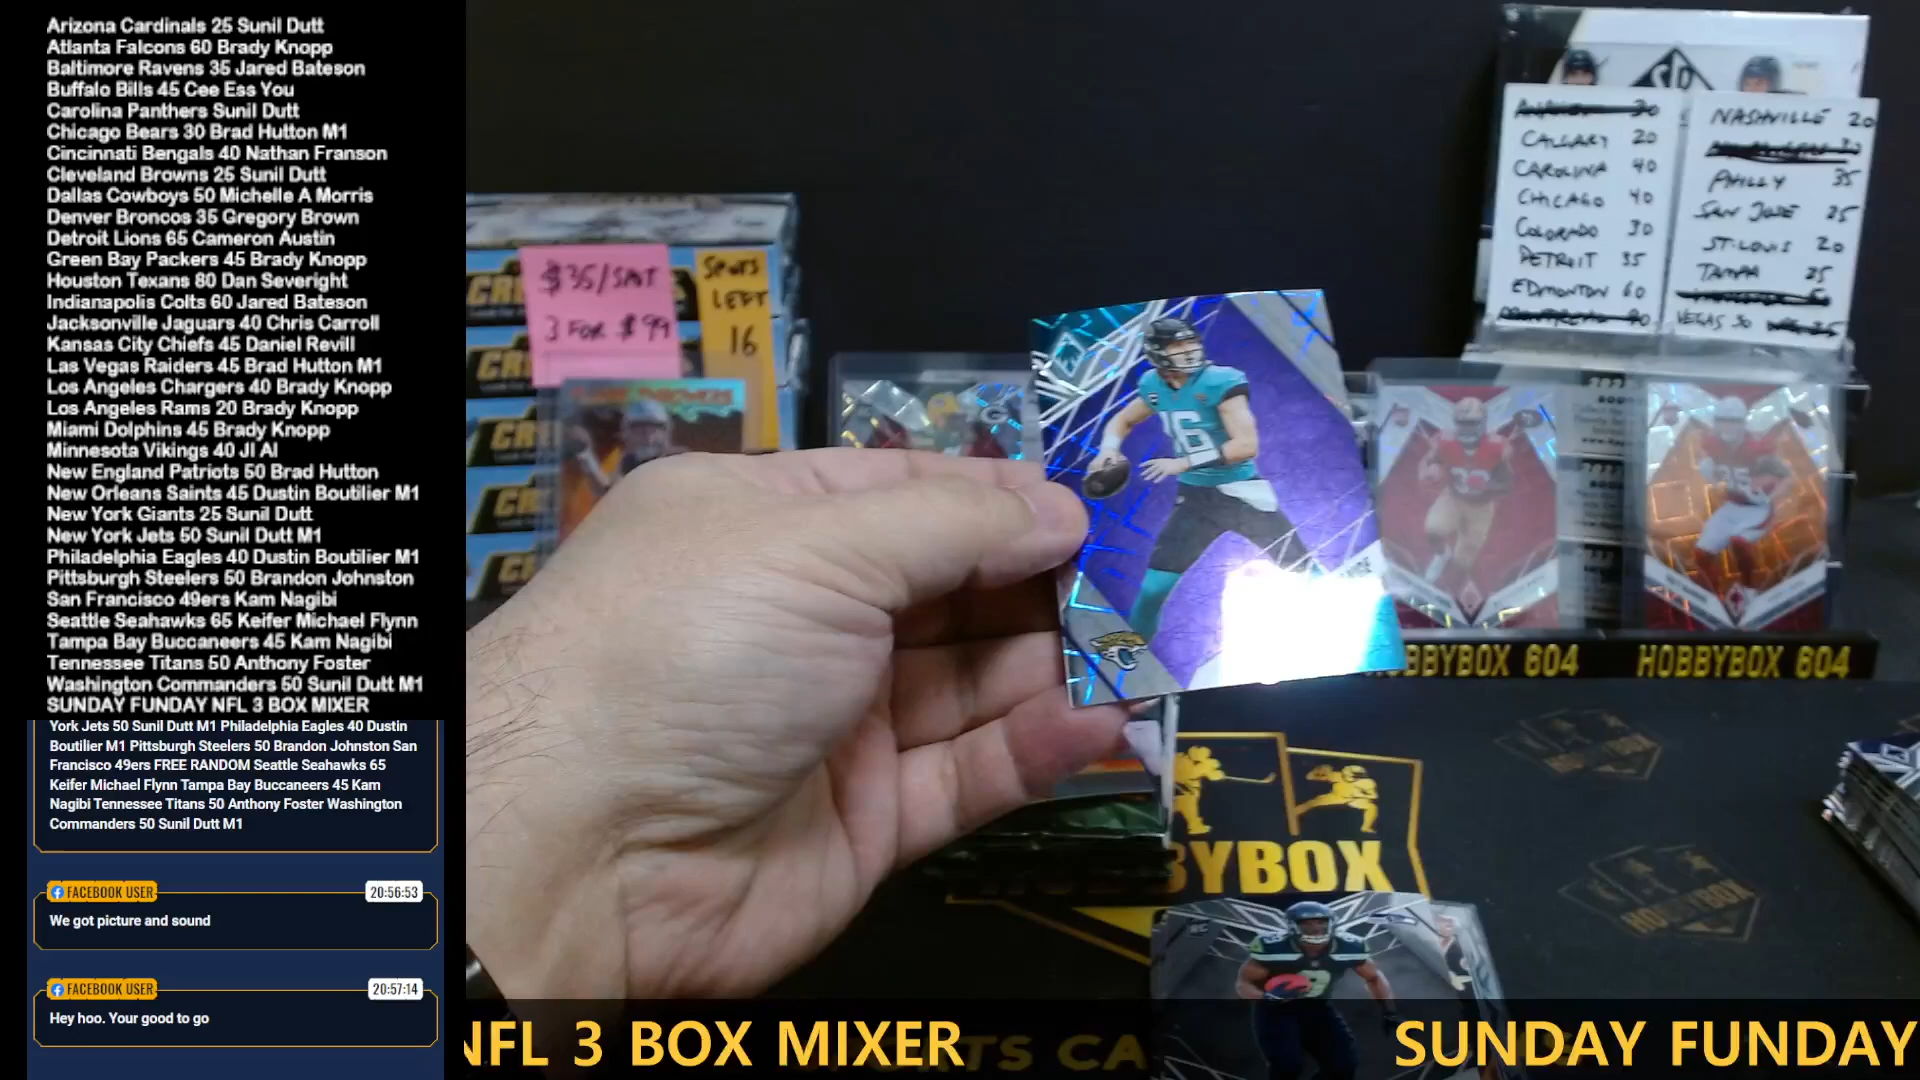 Arizona Cardinals 25 Sunil Dutt
Atlanta Falcons 60 Brady Knopp
Baltimore Ravens 35 Jared Bateson
Buffalo Bills 45 Cee Ess You
Carolina Panthers Sunil Dutt
Chicago Bears 30 Brad Hutton M1
Cincinnati Bengals 40 Nathan Franson
Cleveland Browns 25 Sunil Dutt
Dallas Cowboys 50 Michelle A Morris
Denver Broncos 35 Gregory Brown
Detroit Lions 65 Cameron Austin
Green Bay Packers 45 Brady Knopp
Houston Texans 80 Dan Severight
Indianapolis Colts 60 Jared Bateson
Jacksonville Jaguars 40 Chris Carroll
Kansas City Chiefs 45 Daniel Revill
Las Vegas Raiders 45 Brad Hutton M1
Los Angeles Chargers 40 Brady Knopp
Los Angeles Rams 20 Brady Knopp
Miami Dolphins 45 Brady Knopp
Minnesota Vikings 40 JI AI
New England Patriots 50 Brad Hutton
New Orleans Saints 45 Dustin Boutilier M1
New York Giants 25 Sunil Dutt
New York Jets 50 Sunil Dutt M1
Philadelphia Eagles 40 Dustin Boutilier M1
Pittsburgh Steelers 50 Brandon Johnston
San Francisco 49ers Kam Nagibi
Seattle Seahawks 65 Keifer Michael Flynn
Tampa Bay Buccaneers 45 Kam Nagibi
Tennessee Titans 50 Anthony Foster
Washington Commanders 50 Sunil Dutt M1
SUNDAY FUNDAY NFL 3 BOX MIXER
York Jets 50 Sunil Dutt M1 Philadelphia Eagles 40 Dustin
Boutilier M1 Pittsburgh Steelers 50 Brandon Johnston San
Francisco 49ers FREE RANDOM Seattle Seahawks 65
Keifer Michael Flynn Tampa Bay Buccaneers 45 Kam
Nagibi Tennessee Titans 50 Anthony Foster Washington
Commanders 50 Sunil Dutt M1
FACEBOOK USER 20:56:53
We got picture and sound
FACEBOOK USER 20:57:14
Hey hoo. Your good to go
$35/SPOT
3 FOR $99
SPOTS
LEFT
16
CALGARY 20
CAROLINA 40
CHICAGO 40
COLORADO 30
DETROIT 35
EDMONTON 60
NASHVILLE 20
PHILLY 35
SAN JOSE 25
ST. LOUIS 20
TAMPA 25
VEGAS 30
16
HOBBYBOX 604
BYBOX
HOBBYBOX
NFL 3 BOX MIXER
SUNDAY FUNDAY